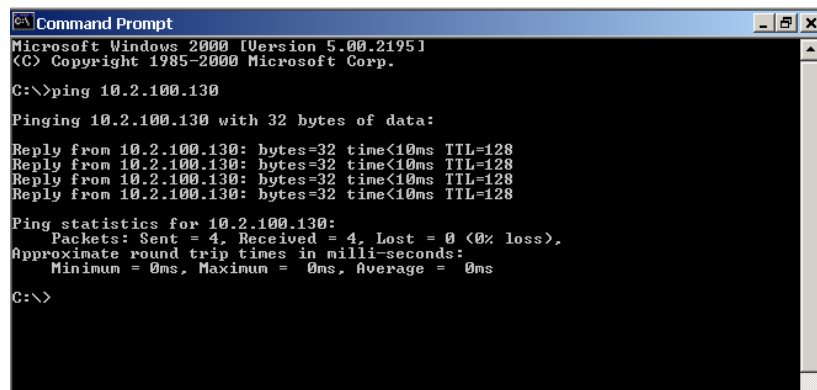 Command Prompt
Microsoft Windows 2000 [Version 5.00.2195]
(C) Copyright 1985-2000 Microsoft Corp.
C:\>ping 10.2.100.130
Pinging 10.2.100.130 with 32 bytes of data:
Reply from 10.2.100.130: bytes=32 time<10ms TTL=128
Reply from 10.2.100.130: bytes=32 time<10ms TTL=128
Reply from 10.2.100.130: bytes=32 time<10ms TTL=128
Reply from 10.2.100.130: bytes=32 time<10ms TTL=128
Ping statistics for 10.2.100.130:
    Packets: Sent = 4, Received = 4, Lost = 0 (0% loss),
Approximate round trip times in milli-seconds:
    Minimum = 0ms, Maximum =  0ms, Average =  0ms
C:\>